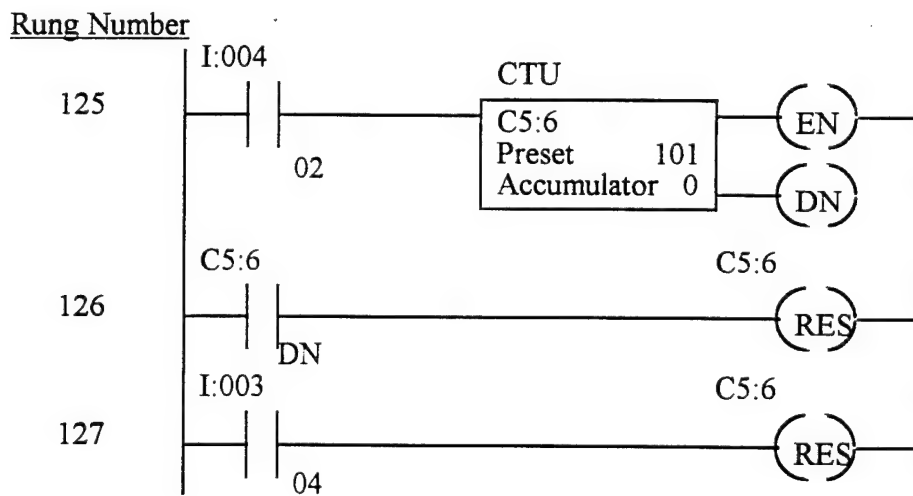 Rung Number
I:004
CTU
125
C5:6
EN
Preset 101
02
Accumulator 0
DN
C5:6
C5:6
126
RES
DN
I:003
C5:6
127
RES
04